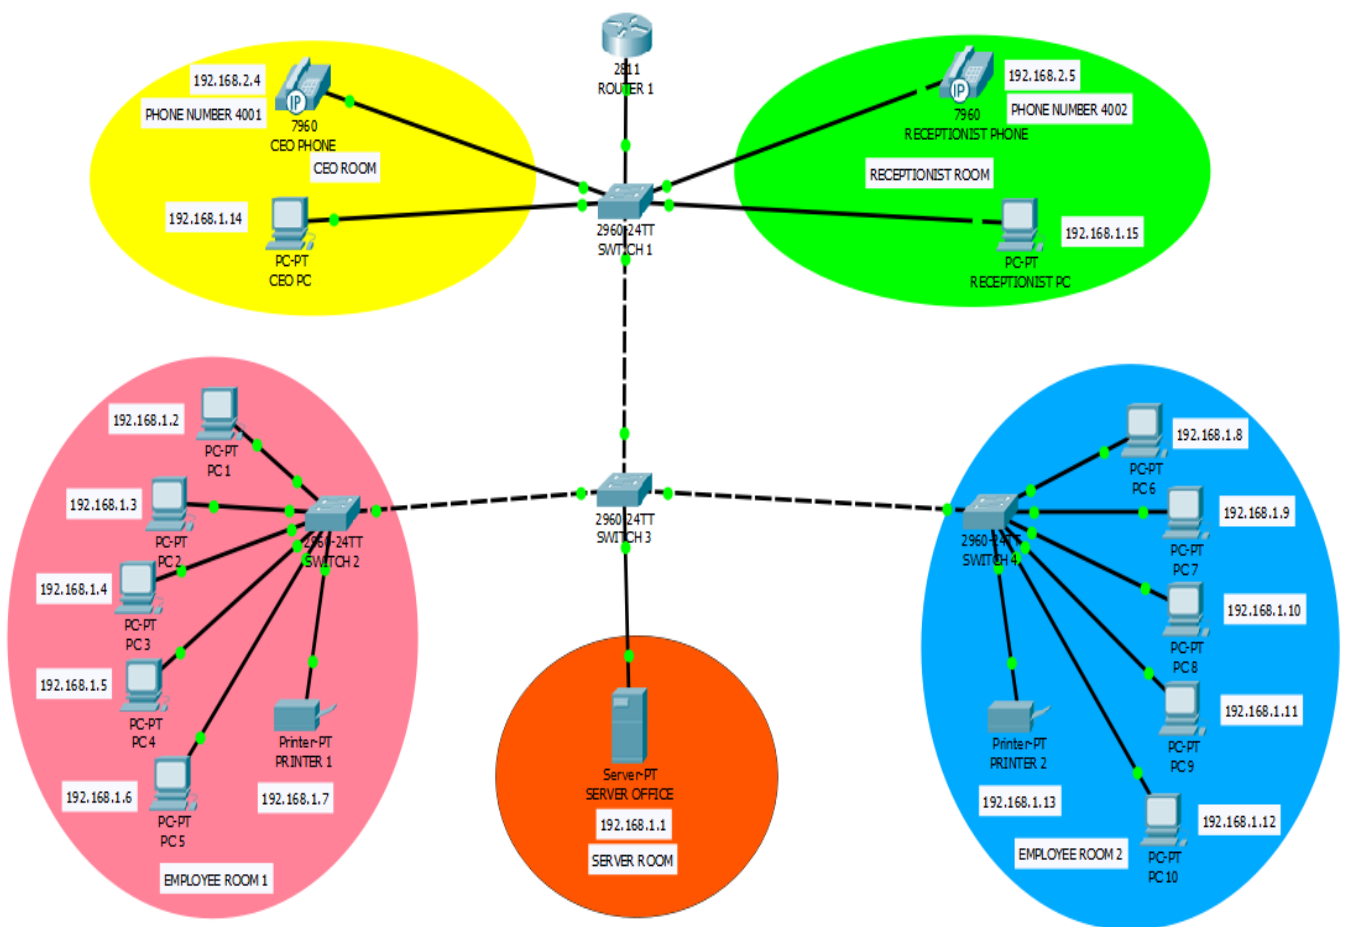 2811
ROUTER 1
192.168.2.4
PHONE NUMBER 4001
IP
7960
CEO PHONE
CEO ROOM
192.168.1.14
PC-PT
CEO PC
192.168.2.5
PHONE NUMBER 4002
IP
7960
RECEPTIONIST PHONE
RECEPTIONIST ROOM
192.168.1.15
PC-PT
RECEPTIONIST PC
2960-24TT
SWTICH 1
192.168.1.2
PC-PT
PC 1
192.168.1.3
PC-PT
PC 2
192.168.1.4
PC-PT
PC 3
192.168.1.5
PC-PT
PC 4
192.168.1.6
PC-PT
PC 5
2960-24TT
SWITCH 2
Printer-PT
PRINTER 1
192.168.1.7
EMPLOYEE ROOM 1
2960-24TT
SWITCH 3
Server-PT
SERVER OFFICE
192.168.1.1
SERVER ROOM
2960-24TT
SWITCH 4
192.168.1.8
PC-PT
PC 6
192.168.1.9
PC-PT
PC 7
192.168.1.10
PC-PT
PC 8
192.168.1.11
PC-PT
PC 9
192.168.1.12
PC-PT
PC 10
Printer-PT
PRINTER 2
192.168.1.13
EMPLOYEE ROOM 2